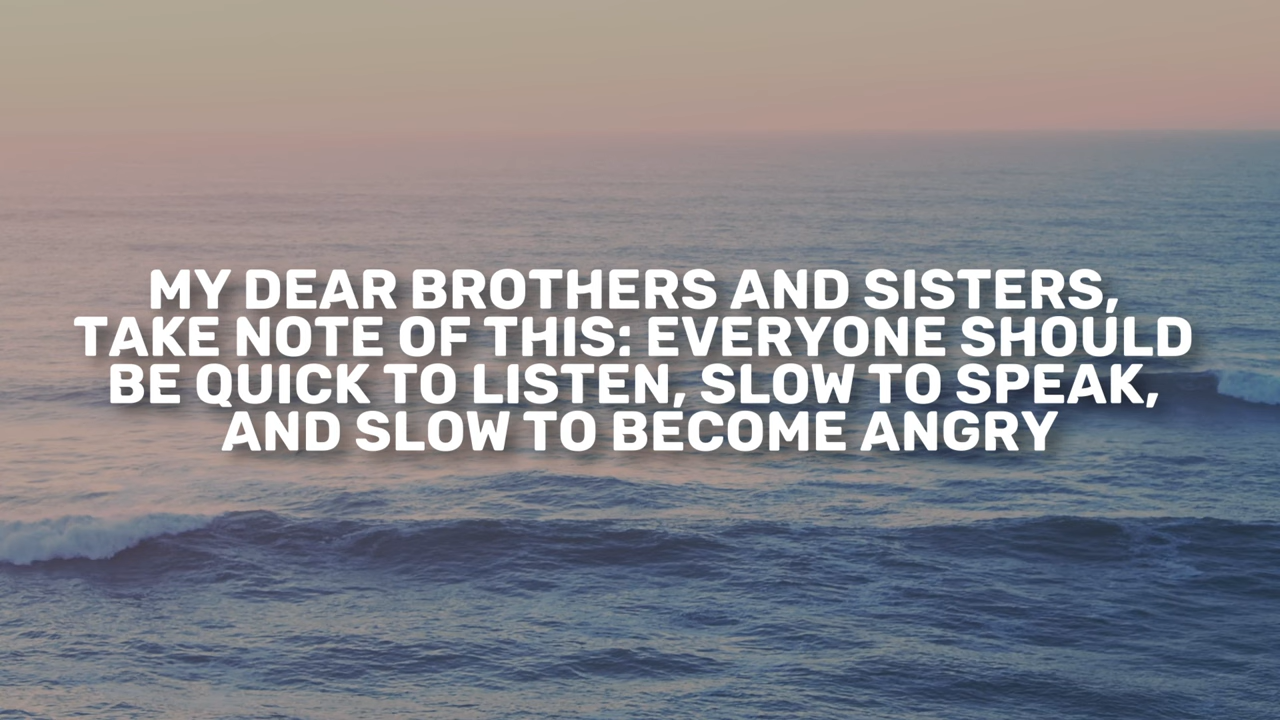 MY DEAR BROTHERS AND SISTERS,
TAKE NOTE OF THIS: EVERYONE SHOULD
BE QUICK TO LISTEN, SLOW TO SPEAK,
AND SLOW TO BECOME ANGRY